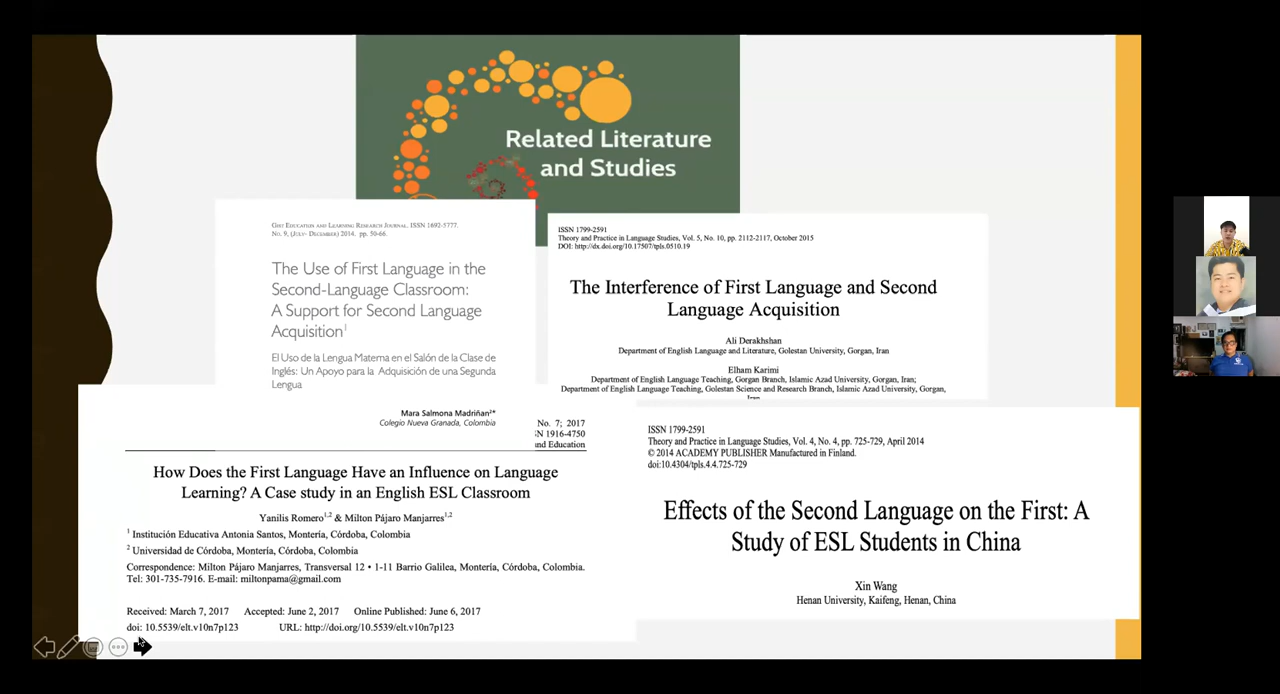 Related Literature
and Studies
GIST EDUCATION AND LEARNING RESEARCH JOURNAL. ISSN 1692-5777.
NO. 9, (JULY- DECEMBER) 2014. pp. 50-66.
The Use of First Language in the
Second-Language Classroom:
A Support for Second Language
Acquisition¹
El Uso de la Lengua Materna en el Salón de la Clase de
Inglés: Un Apoyo para la Adquisición de una Segunda
Lengua
Mara Salmona Madriñan²*
Colegio Nueva Granada, Colombia
ISSN 1799-2591
Theory and Practice in Language Studies, Vol. 5, No. 10, pp. 2112-2117, October 2015
DOI: http://dx.doi.org/10.17507/tpls.0510.19
The Interference of First Language and Second
Language Acquisition
Ali Derakhshan
Department of English Language and Literature, Golestan University, Gorgan, Iran
Elham Karimi
Department of English Language Teaching, Gorgan Branch, Islamic Azad University, Gorgan, Iran;
Department of English Language Teaching, Golestan Science and Research Branch, Islamic Azad University, Gorgan,
Iran
No. 7; 2017
N 1916-4750
nd Education
How Does the First Language Have an Influence on Language
Learning? A Case study in an English ESL Classroom
Yanilis Romero¹,² & Milton Pájaro Manjarres¹,²
¹ Institución Educativa Antonia Santos, Montería, Córdoba, Colombia
² Universidad de Córdoba, Montería, Córdoba, Colombia
Correspondence: Milton Pájaro Manjarres, Transversal 12 • 1-11 Barrio Galilea, Montería, Córdoba, Colombia.
Tel: 301-735-7916. E-mail: miltonpama@gmail.com
Received: March 7, 2017 Accepted: June 2, 2017 Online Published: June 6, 2017
doi: 10.5539/elt.v10n7p123 URL: http://doi.org/10.5539/elt.v10n7p123
ISSN 1799-2591
Theory and Practice in Language Studies, Vol. 4, No. 4, pp. 725-729, April 2014
© 2014 ACADEMY PUBLISHER Manufactured in Finland.
doi:10.4304/tpls.4.4.725-729
Effects of the Second Language on the First: A
Study of ESL Students in China
Xin Wang
Henan University, Kaifeng, Henan, China